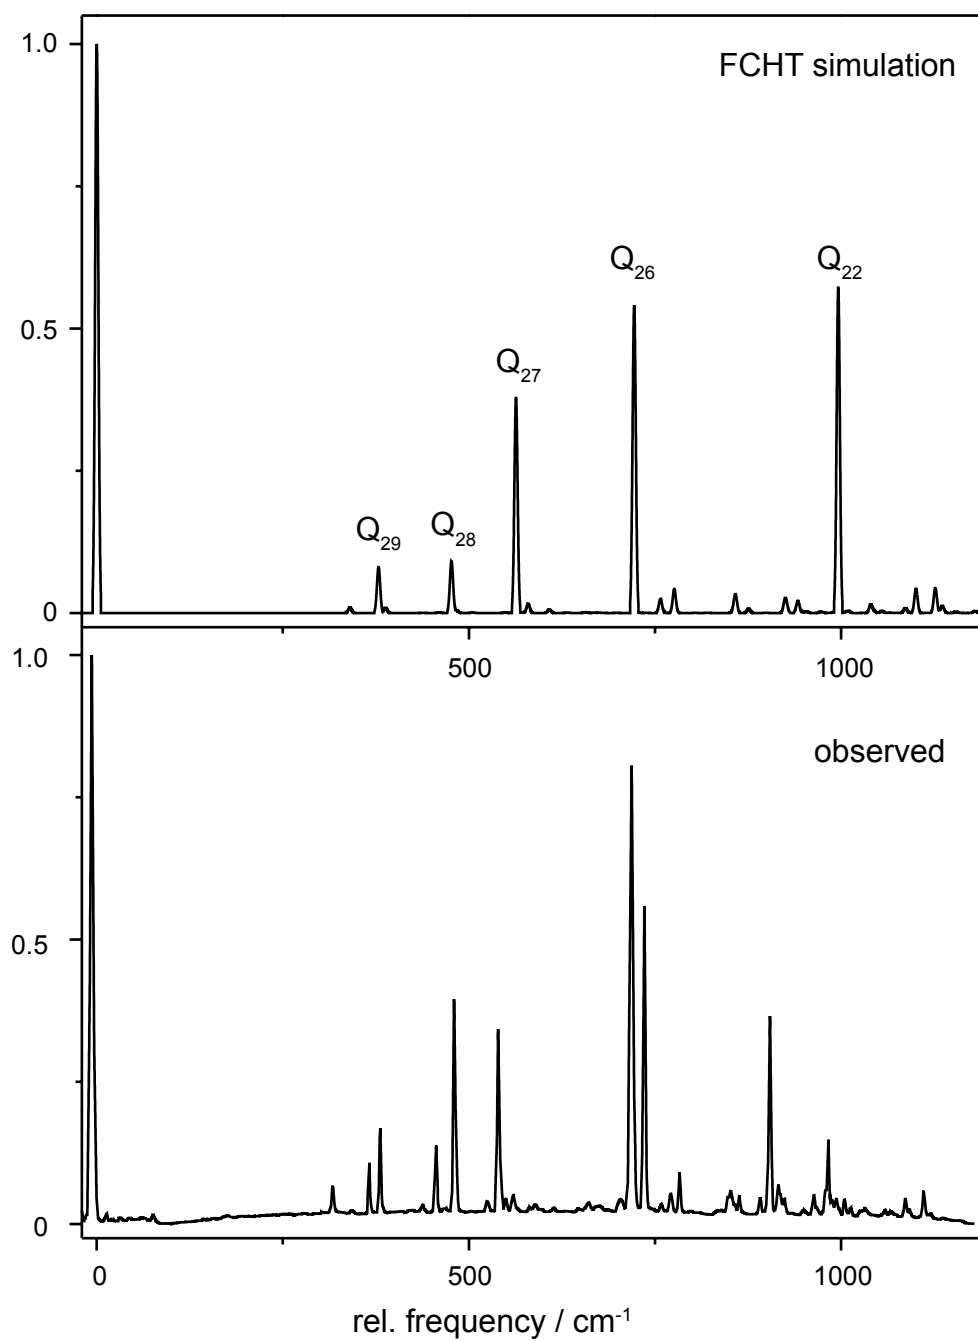 1.0
FCHT simulation
Q₂₆
Q₂₂
0.5
Q₂₇
Q₂₉
Q₂₈
0
500
1000
1.0
observed
0.5
0
0
500
1000
rel. frequency / cm⁻¹